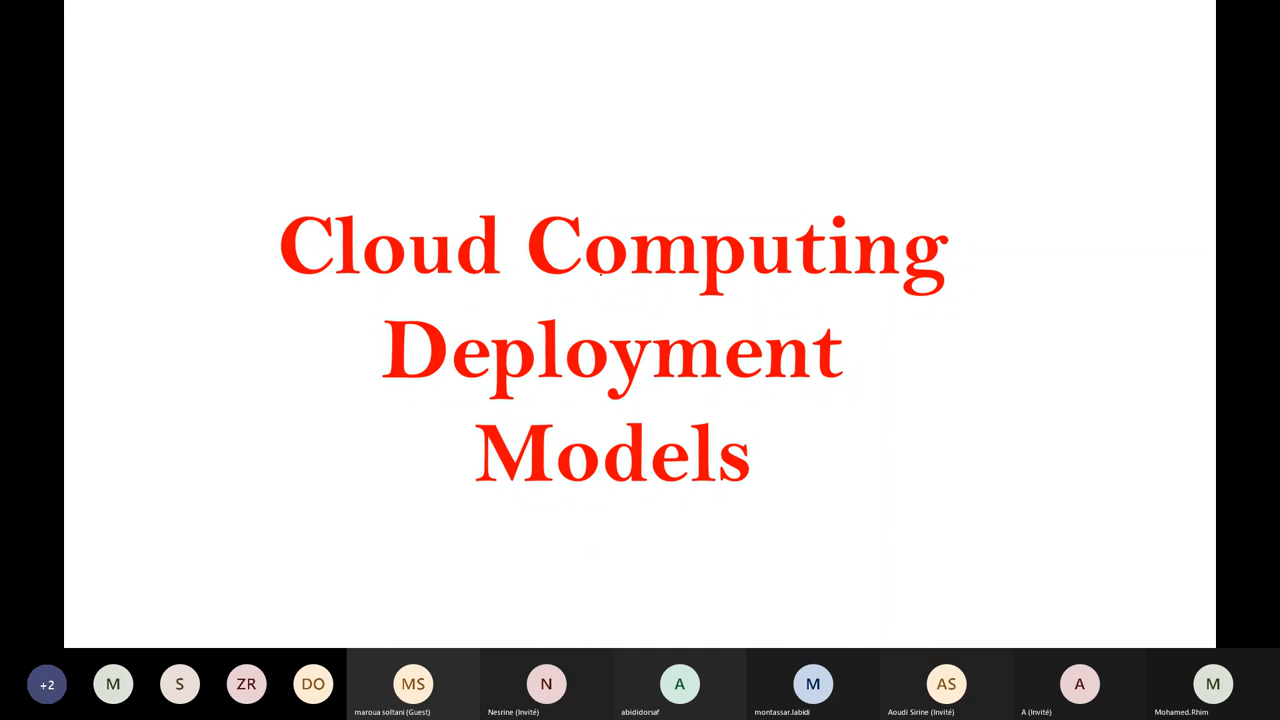 Cloud Computing
Deployment
Models
+2
M
S
ZR
DO
MS
N
A
M
AS
A
M
maroua soltani (Guest)
Nesrine (Invité)
abididorsaf
montassar.labidi
Aoudi Sirine (Invité)
A (Invité)
Mohamed.Rhim